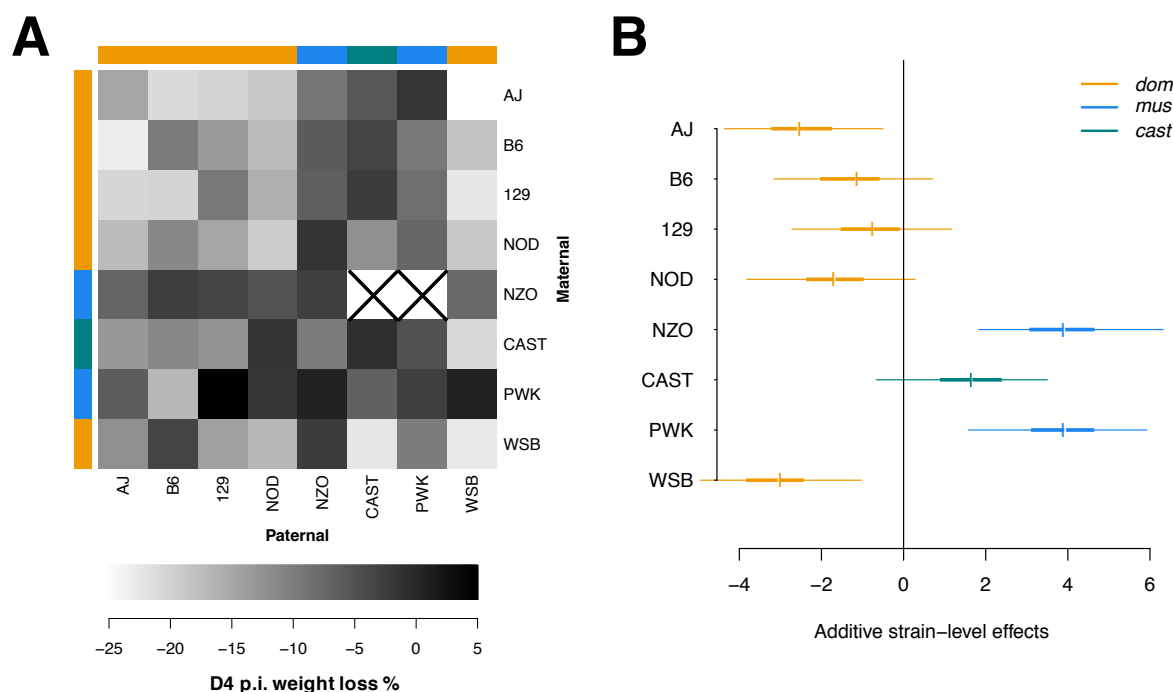 A
AJ
B6
129
NOD
NZO
CAST
PWK
WSB
Maternal
AJ B6 129 NOD NZO CAST PWK WSB
Paternal
−25 −20 −15 −10 −5 0 5
D4 p.i. weight loss %
B
dom
mus
cast
AJ
B6
129
NOD
NZO
CAST
PWK
WSB
−4 −2 0 2 4 6
Additive strain−level effects